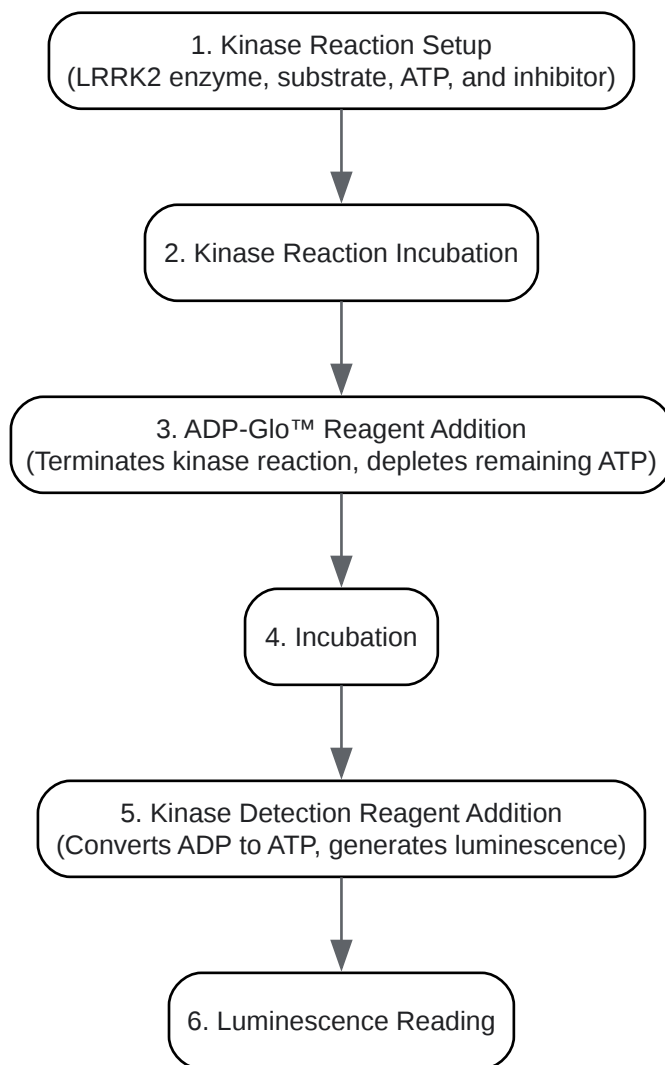 1. Kinase Reaction Setup
(LRRK2 enzyme, substrate, ATP, and inhibitor)
2. Kinase Reaction Incubation
3. ADP-Glo™ Reagent Addition
(Terminates kinase reaction, depletes remaining ATP)
4. Incubation
5. Kinase Detection Reagent Addition
(Converts ADP to ATP, generates luminescence)
6. Luminescence Reading